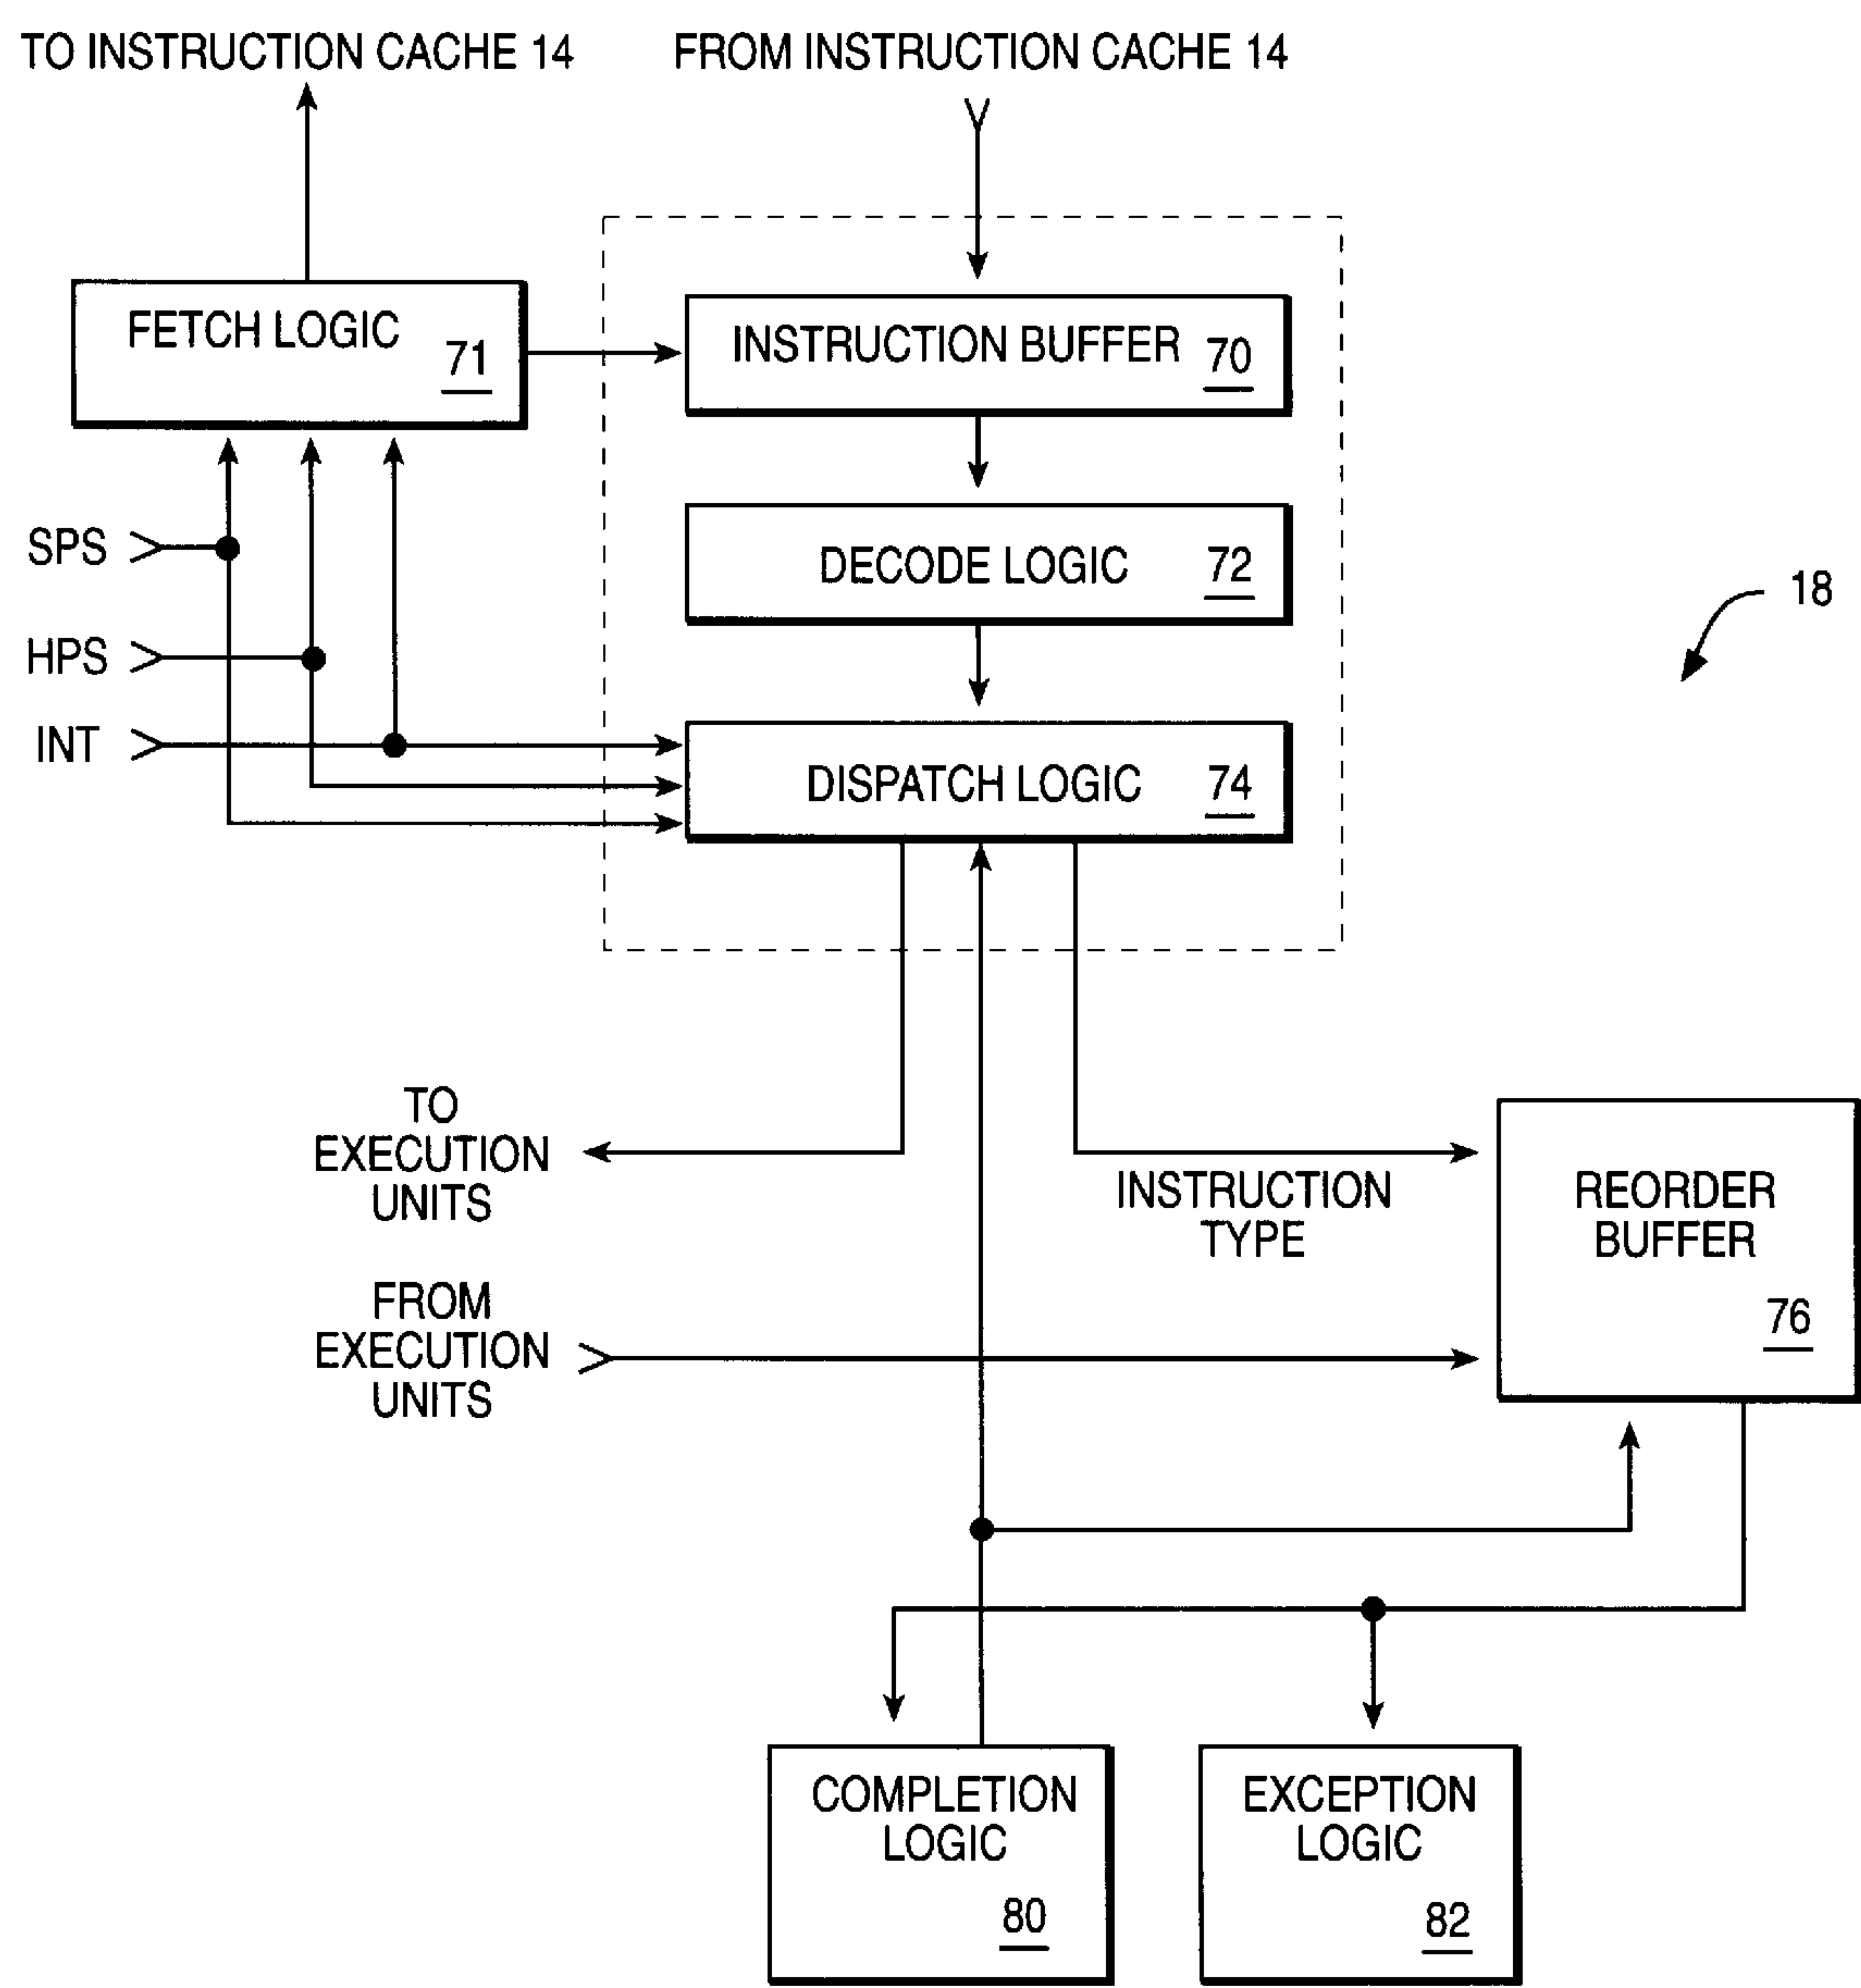 TO INSTRUCTION CACHE 14
FROM INSTRUCTION CACHE 14
FETCH LOGIC
71
INSTRUCTION BUFFER
70
SPS
DECODE LOGIC
72
18
HPS
INT
DISPATCH LOGIC
74
TO
EXECUTION
UNITS
INSTRUCTION
TYPE
REORDER
BUFFER
76
FROM
EXECUTION
UNITS
COMPLETION
LOGIC
80
EXCEPTION
LOGIC
82